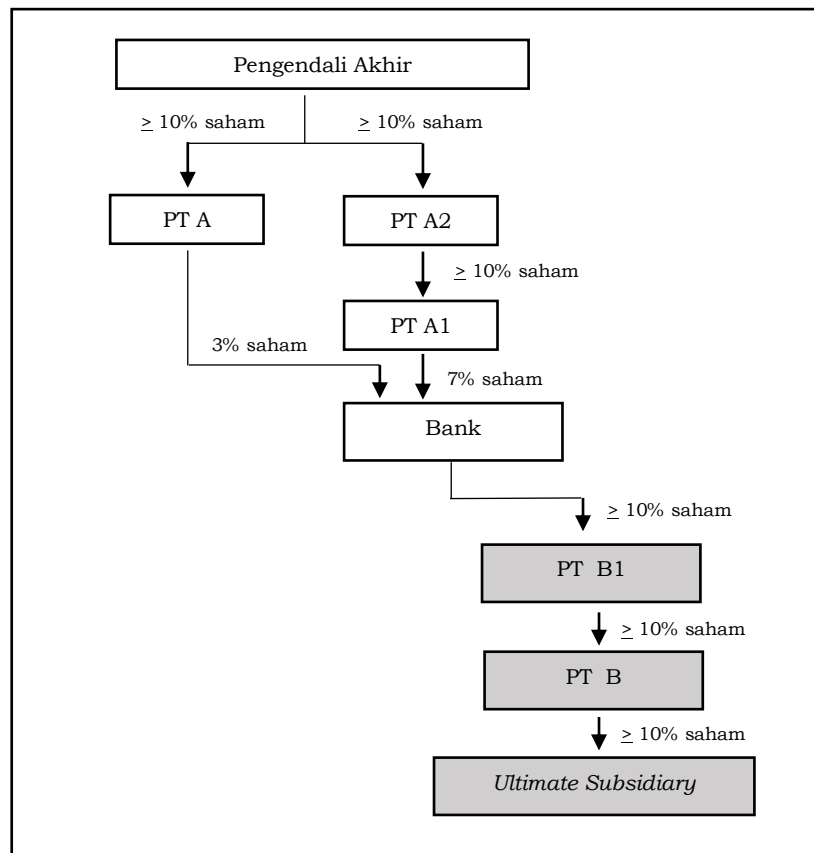 Pengendali Akhir
≥ 10% saham
≥ 10% saham
PT A
PT A2
≥ 10% saham
PT A1
3% saham
7% saham
Bank
≥ 10% saham
PT B1
≥ 10% saham
PT B
≥ 10% saham
Ultimate Subsidiary